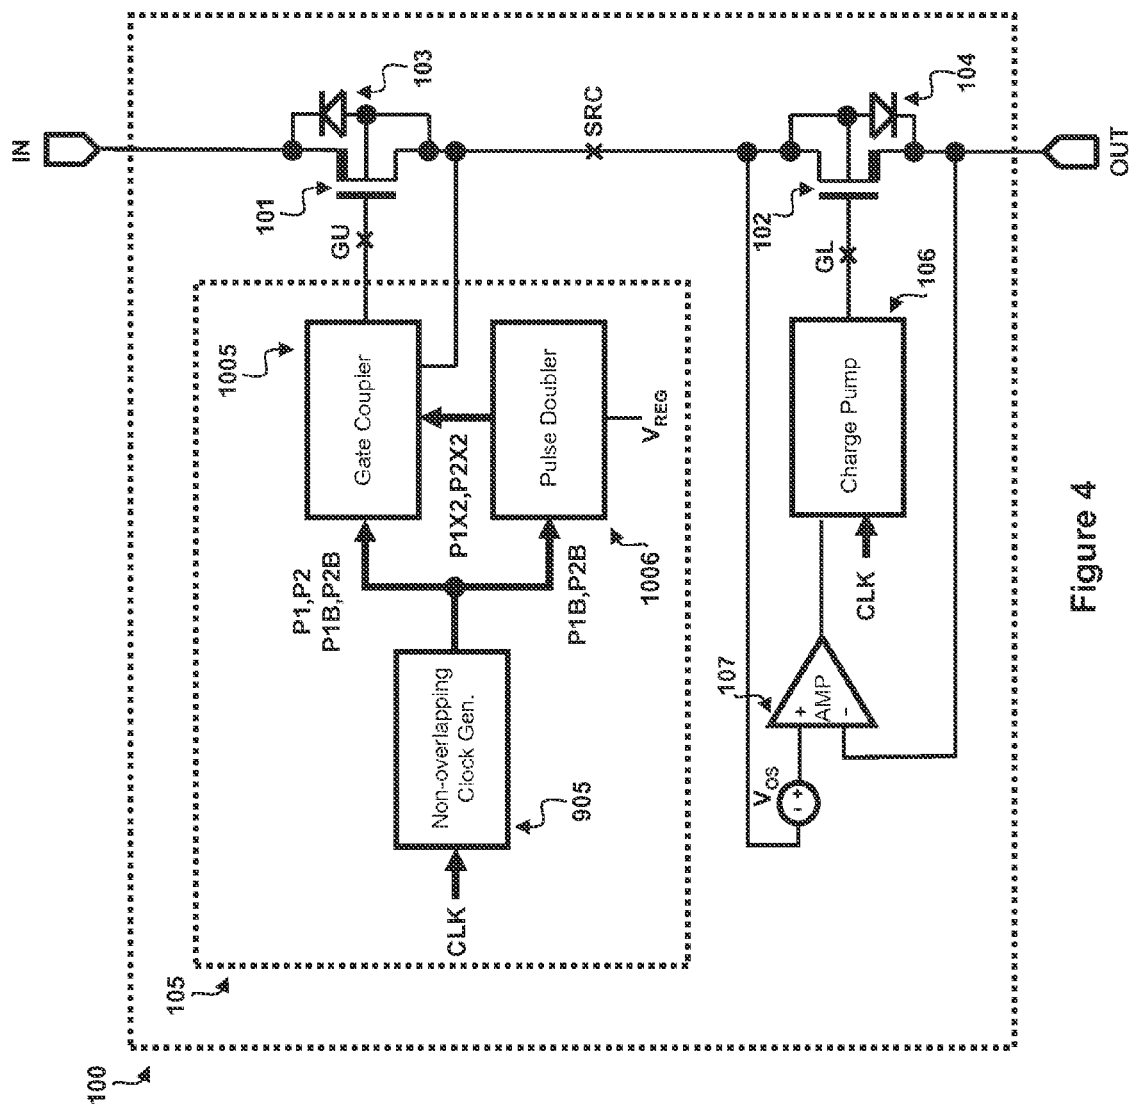 IN
103
101
GU
SRC
104
102
GL
OUT
1005
Gate Coupler
P1X2,P2X2
Pulse Doubler
VREG
1006
P1,P2
P1B,P2B
P1B,P2B
Non-overlapping
Clock Gen.
905
CLK
105
106
Charge Pump
CLK
107
+
AMP
-
VOS
- +
100
Figure 4